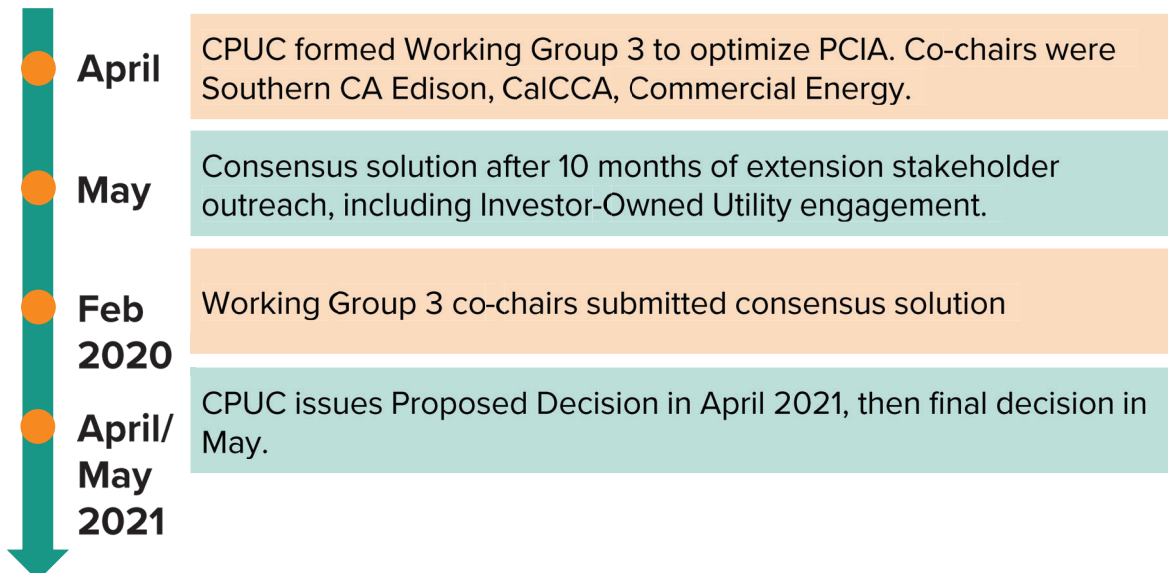 April
CPUC formed Working Group 3 to optimize PCIA. Co-chairs were
Southern CA Edison, CalCCA, Commercial Energy.
May
Consensus solution after 10 months of extension stakeholder
outreach, including Investor-Owned Utility engagement.
Feb
2020
Working Group 3 co-chairs submitted consensus solution
April/
May
2021
CPUC issues Proposed Decision in April 2021, then final decision in
May.